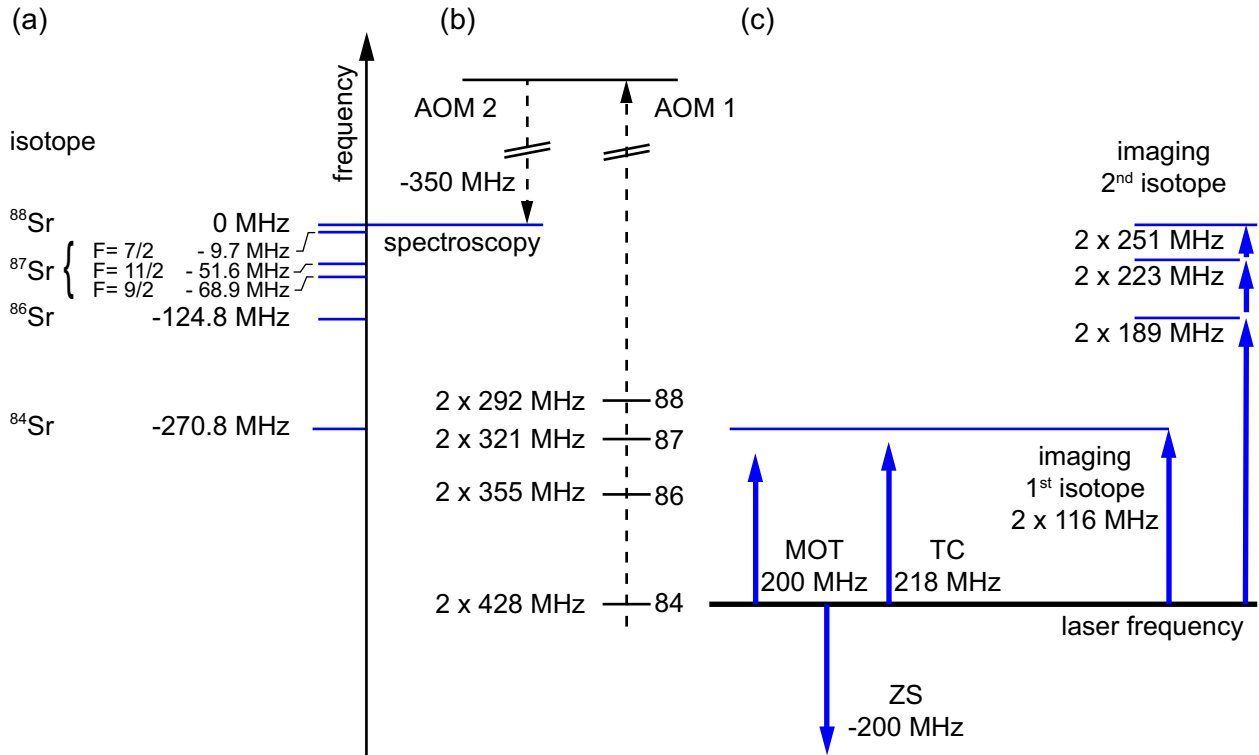 (a)
(b)
(c)
isotope
frequency
AOM 2
AOM 1
-350 MHz
spectroscopy
⁸⁸Sr
0 MHz
⁸⁷Sr
{
F= 7/2
- 9.7 MHz
F= 11/2
- 51.6 MHz
F= 9/2
- 68.9 MHz
⁸⁶Sr
-124.8 MHz
⁸⁴Sr
-270.8 MHz
2 x 292 MHz
88
2 x 321 MHz
87
2 x 355 MHz
86
2 x 428 MHz
84
imaging
2ⁿᵈ isotope
2 x 251 MHz
2 x 223 MHz
2 x 189 MHz
imaging
1ˢᵗ isotope
2 x 116 MHz
MOT
200 MHz
TC
218 MHz
laser frequency
ZS
-200 MHz